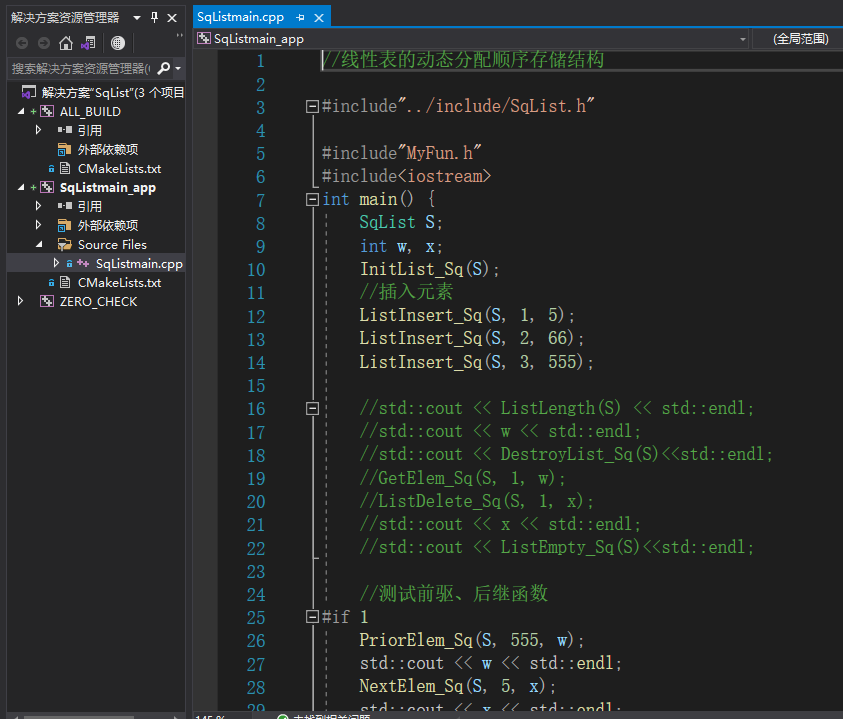 解决方案资源管理器
搜索解决方案资源管理器(
解决方案"SqList"(3 个项目
ALL_BUILD
引用
外部依赖项
CMakeLists.txt
SqListmain_app
引用
外部依赖项
Source Files
SqListmain.cpp
CMakeLists.txt
ZERO_CHECK
SqListmain.cpp
SqListmain_app
(全局范围)
1 //线性表的动态分配顺序存储结构
2
3 #include"../include/SqList.h"
4
5 #include"MyFun.h"
6 #include<iostream>
7 int main() {
8 SqList S;
9 int w, x;
10 InitList_Sq(S);
11 //插入元素
12 ListInsert_Sq(S, 1, 5);
13 ListInsert_Sq(S, 2, 66);
14 ListInsert_Sq(S, 3, 555);
15
16 //std::cout << ListLength(S) << std::endl;
17 //std::cout << w << std::endl;
18 //std::cout << DestroyList_Sq(S)<<std::endl;
19 //GetElem_Sq(S, 1, w);
20 //ListDelete_Sq(S, 1, x);
21 //std::cout << x << std::endl;
22 //std::cout << ListEmpty_Sq(S)<<std::endl;
23
24 //测试前驱、后继函数
25 #if 1
26 PriorElem_Sq(S, 555, w);
27 std::cout << w << std::endl;
28 NextElem_Sq(S, 5, x);
29 std::cout << x << std::endl;
145 %
未找到相关问题